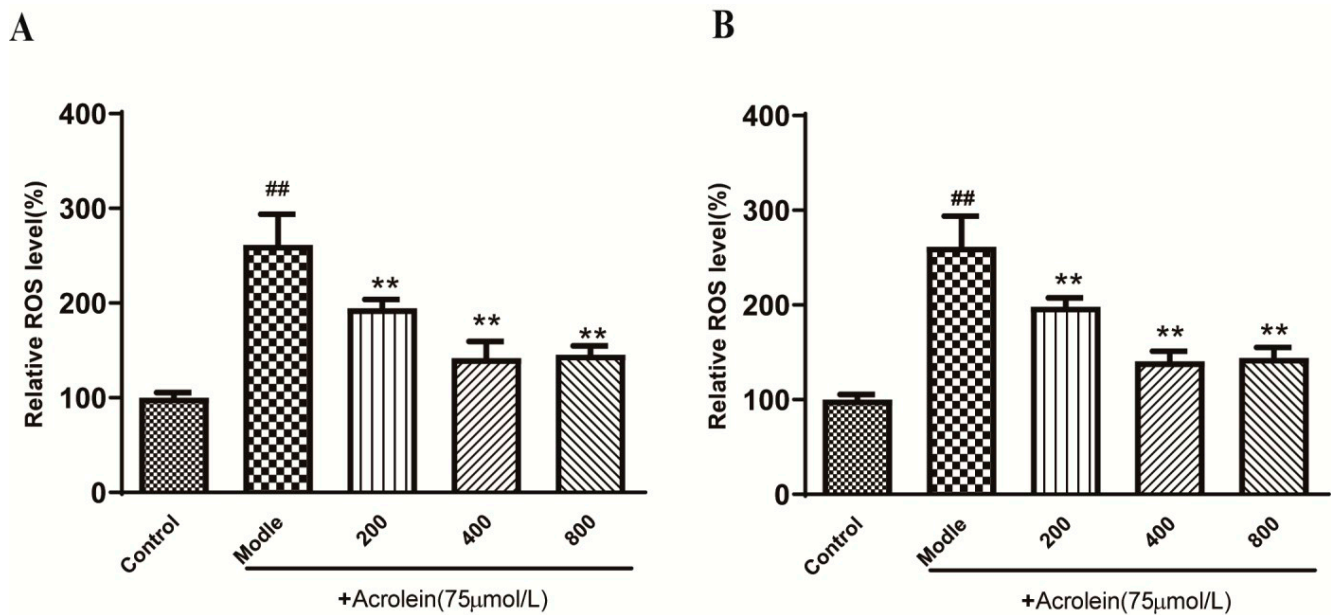 A
Relative ROS level(%)
400
300
200
100
0
##
**
**
**
Control
Modle
200
400
800
+Acrolein(75μmol/L)
B
Relative ROS level(%)
400
300
200
100
0
##
**
**
**
Control
Modle
200
400
800
+Acrolein(75μmol/L)